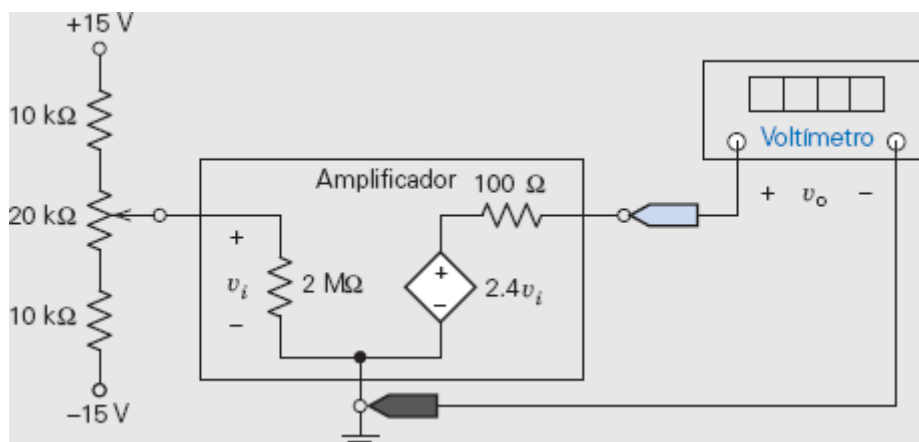 +15 V
10 kΩ
20 kΩ
10 kΩ
–15 V
Amplificador
100 Ω
+
v_i
–
2 MΩ
+
–
2.4v_i
Voltímetro
+ v_o –